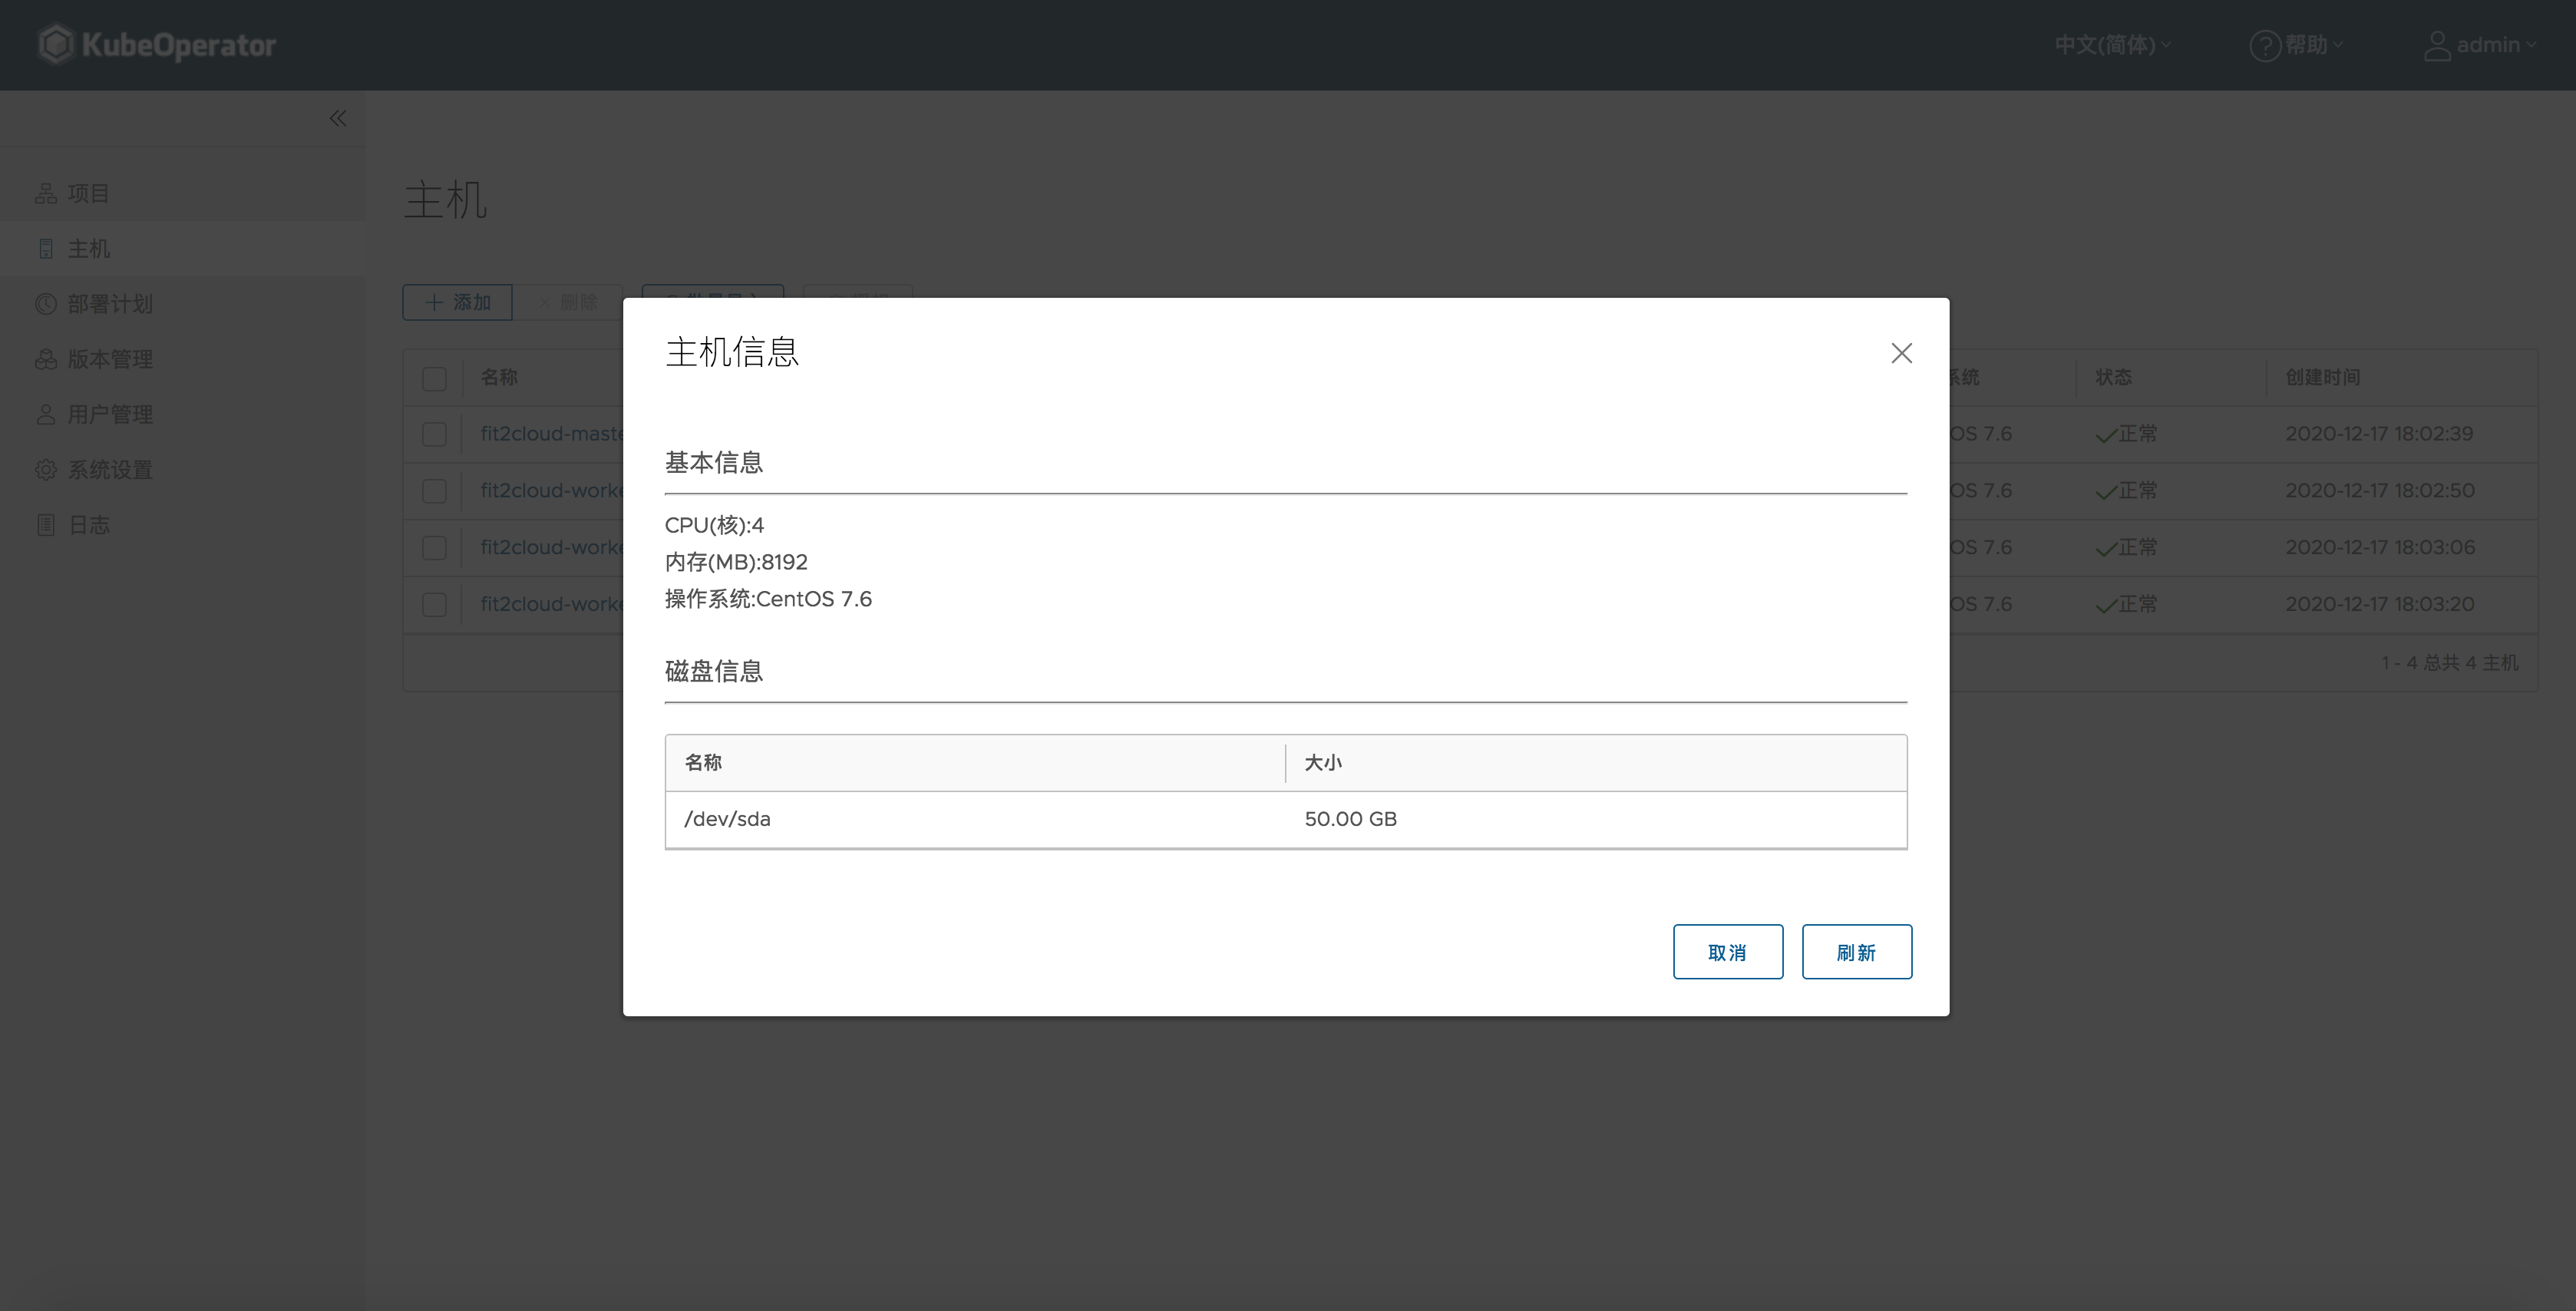 KubeOperator
中文(简体)
帮助
admin
项目
主机
部署计划
版本管理
用户管理
系统设置
日志
主机
添加
删除
名称
系统
状态
创建时间
fit2cloud-maste
OS 7.6
正常
2020-12-17 18:02:39
fit2cloud-worke
OS 7.6
正常
2020-12-17 18:02:50
fit2cloud-worke
OS 7.6
正常
2020-12-17 18:03:06
fit2cloud-worke
OS 7.6
正常
2020-12-17 18:03:20
1 - 4 总共 4 主机
主机信息
基本信息
CPU(核):4
内存(MB):8192
操作系统:CentOS 7.6
磁盘信息
名称
大小
/dev/sda
50.00 GB
取消
刷新